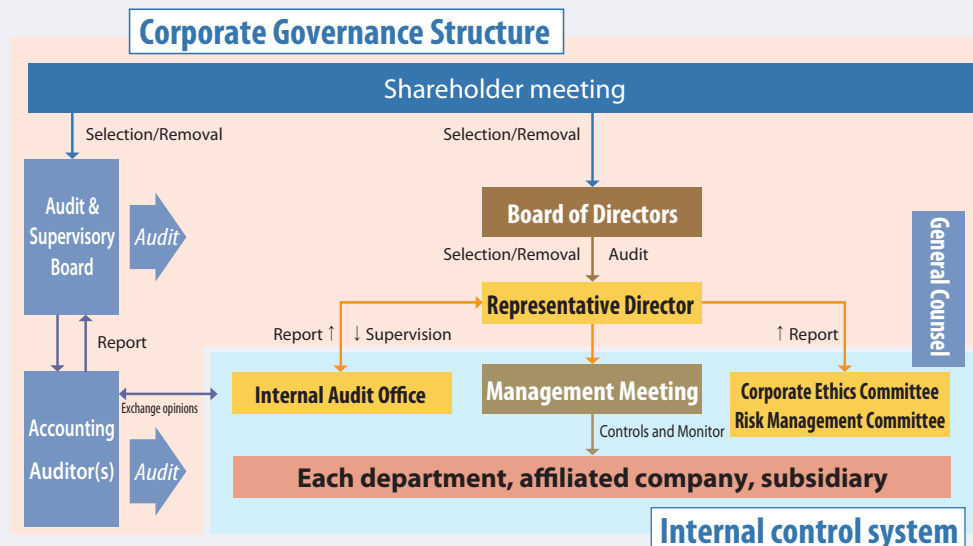 Corporate Governance Structure
Shareholder meeting
Selection/Removal
Selection/Removal
Audit &
Supervisory
Board
Audit
Board of Directors
General Counsel
Selection/Removal
Audit
Representative Director
Report
Report ↑
↓ Supervision
↑ Report
Internal Audit Office
Management Meeting
Corporate Ethics Committee
Risk Management Committee
Exchange opinions
Accounting
Auditor(s)
Audit
Controls and Monitor
Each department, affiliated company, subsidiary
Internal control system